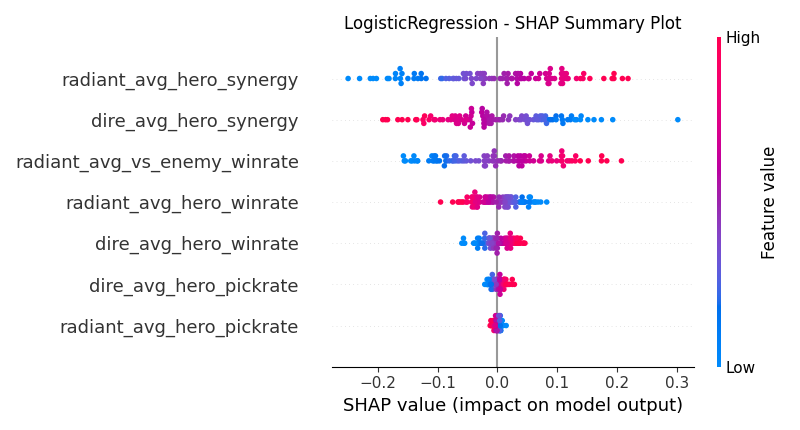 LogisticRegression - SHAP Summary Plot
High
radiant_avg_hero_synergy
dire_avg_hero_synergy
radiant_avg_vs_enemy_winrate
radiant_avg_hero_winrate
dire_avg_hero_winrate
dire_avg_hero_pickrate
radiant_avg_hero_pickrate
Feature value
Low
−0.2 −0.1 0.0 0.1 0.2 0.3
SHAP value (impact on model output)